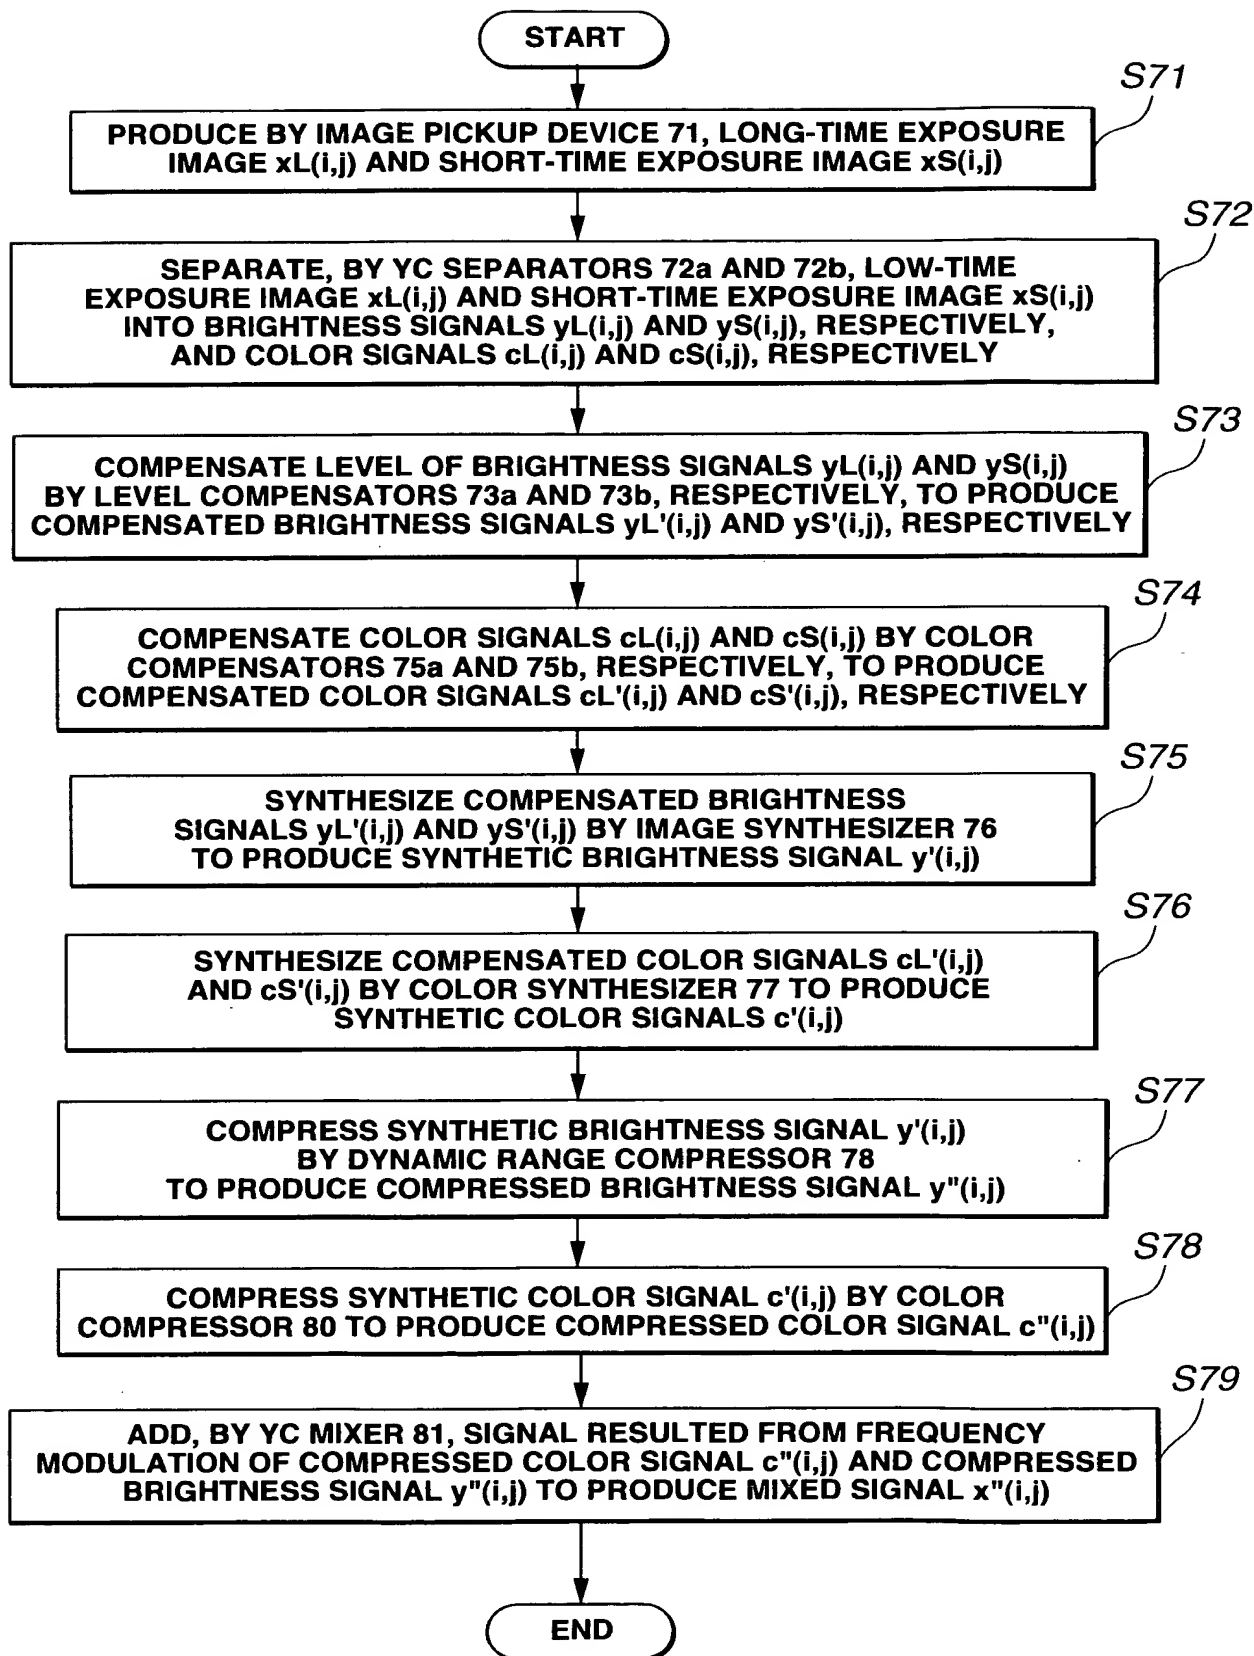 START
S71
PRODUCE BY IMAGE PICKUP DEVICE 71, LONG-TIME EXPOSURE
IMAGE xL(i,j) AND SHORT-TIME EXPOSURE IMAGE xS(i,j)
S72
SEPARATE, BY YC SEPARATORS 72a AND 72b, LOW-TIME
EXPOSURE IMAGE xL(i,j) AND SHORT-TIME EXPOSURE IMAGE xS(i,j)
INTO BRIGHTNESS SIGNALS yL(i,j) AND yS(i,j), RESPECTIVELY,
AND COLOR SIGNALS cL(i,j) AND cS(i,j), RESPECTIVELY
S73
COMPENSATE LEVEL OF BRIGHTNESS SIGNALS yL(i,j) AND yS(i,j)
BY LEVEL COMPENSATORS 73a AND 73b, RESPECTIVELY, TO PRODUCE
COMPENSATED BRIGHTNESS SIGNALS yL'(i,j) AND yS'(i,j), RESPECTIVELY
S74
COMPENSATE COLOR SIGNALS cL(i,j) AND cS(i,j) BY COLOR
COMPENSATORS 75a AND 75b, RESPECTIVELY, TO PRODUCE
COMPENSATED COLOR SIGNALS cL'(i,j) AND cS'(i,j), RESPECTIVELY
S75
SYNTHESIZE COMPENSATED BRIGHTNESS
SIGNALS yL'(i,j) AND yS'(i,j) BY IMAGE SYNTHESIZER 76
TO PRODUCE SYNTHETIC BRIGHTNESS SIGNAL y'(i,j)
S76
SYNTHESIZE COMPENSATED COLOR SIGNALS cL'(i,j)
AND cS'(i,j) BY COLOR SYNTHESIZER 77 TO PRODUCE
SYNTHETIC COLOR SIGNALS c'(i,j)
S77
COMPRESS SYNTHETIC BRIGHTNESS SIGNAL y'(i,j)
BY DYNAMIC RANGE COMPRESSOR 78
TO PRODUCE COMPRESSED BRIGHTNESS SIGNAL y"(i,j)
S78
COMPRESS SYNTHETIC COLOR SIGNAL c'(i,j) BY COLOR
COMPRESSOR 80 TO PRODUCE COMPRESSED COLOR SIGNAL c"(i,j)
S79
ADD, BY YC MIXER 81, SIGNAL RESULTED FROM FREQUENCY
MODULATION OF COMPRESSED COLOR SIGNAL c"(i,j) AND COMPRESSED
BRIGHTNESS SIGNAL y"(i,j) TO PRODUCE MIXED SIGNAL x"(i,j)
END